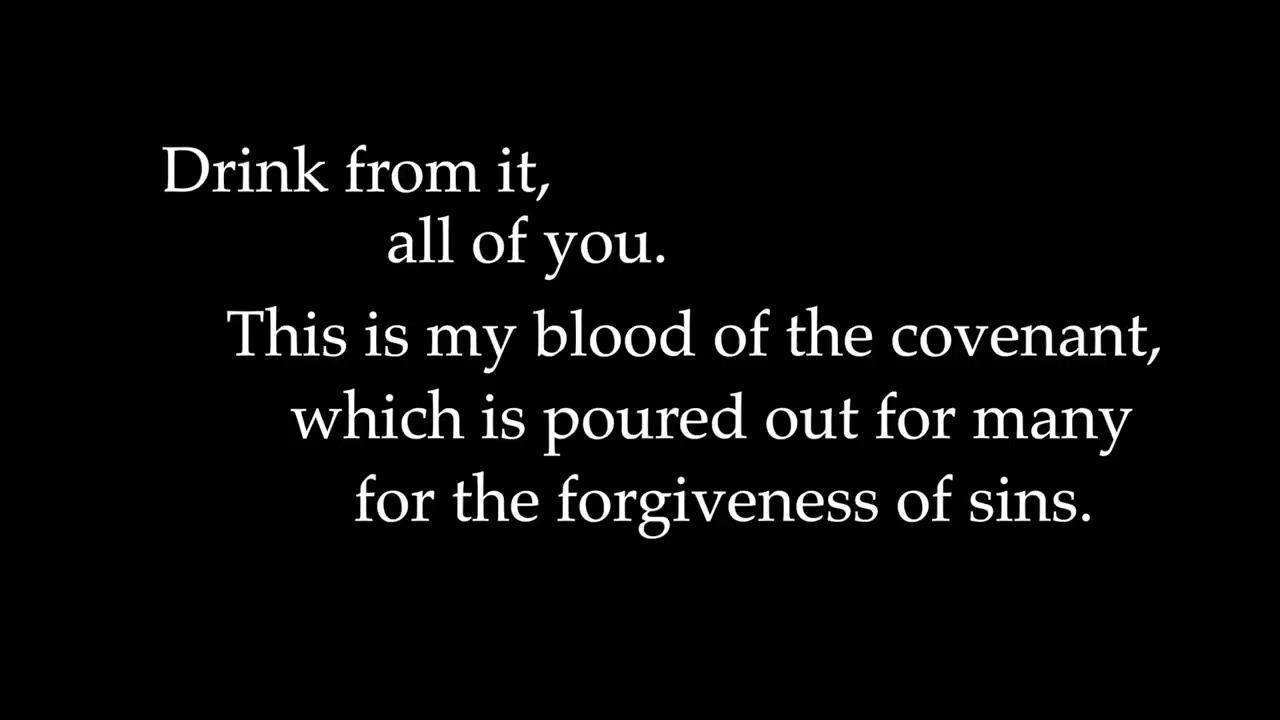 Drink from it,
all of you.
This is my blood of the covenant,
which is poured out for many
for the forgiveness of sins.